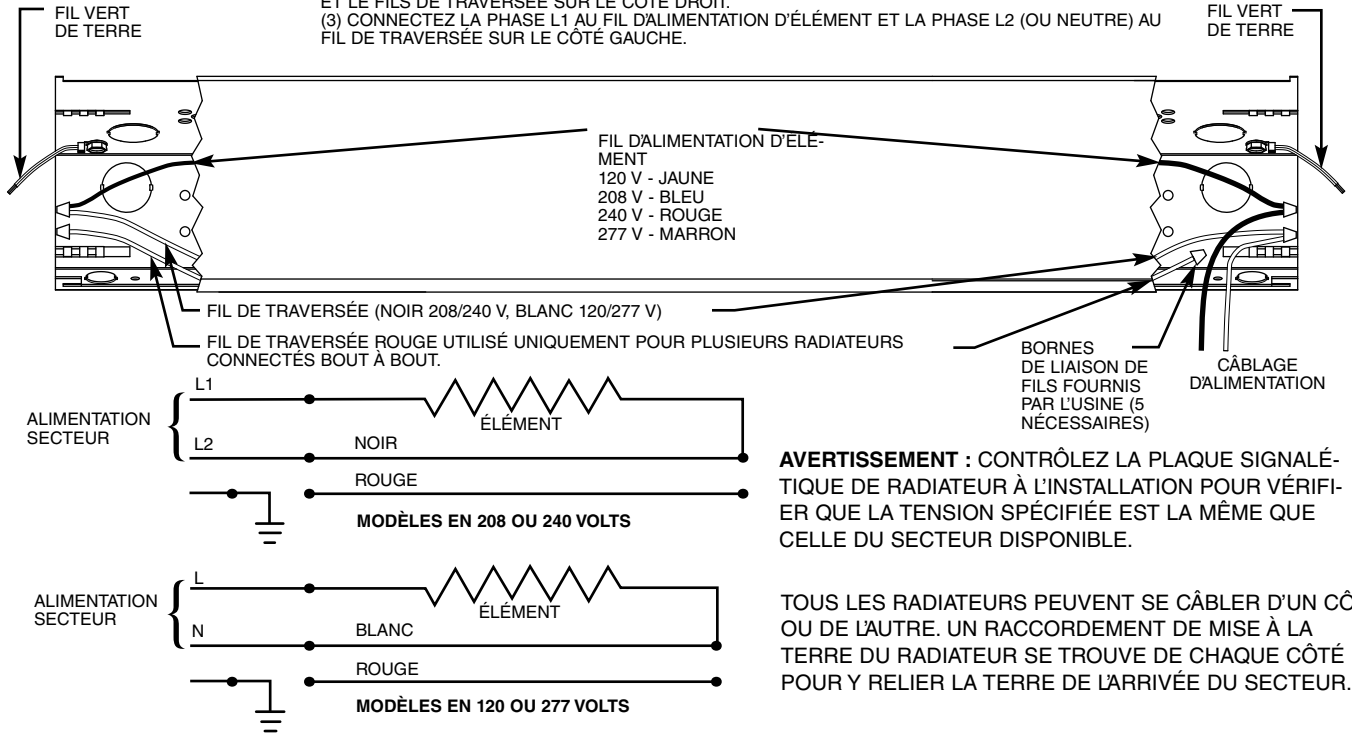 ET LE FILS DE TRAVERSÉE SUR LE CÔTÉ DROIT.
(3) CONNECTEZ LA PHASE L1 AU FIL D'ALIMENTATION D'ÉLÉMENT ET LA PHASE L2 (OU NEUTRE) AU
FIL DE TRAVERSÉE SUR LE CÔTÉ GAUCHE.
FIL VERT
DE TERRE
FIL VERT
DE TERRE
FIL D'ALIMENTATION D'ÉLÉ-
MENT
120 V - JAUNE
208 V - BLEU
240 V - ROUGE
277 V - MARRON
FIL DE TRAVERSÉE (NOIR 208/240 V, BLANC 120/277 V)
FIL DE TRAVERSÉE ROUGE UTILISÉ UNIQUEMENT POUR PLUSIEURS RADIATEURS
CONNECTÉS BOUT À BOUT.
BORNES
DE LIAISON DE
FILS FOURNIS
PAR L'USINE (5
NÉCESSAIRES)
CÂBLAGE
D'ALIMENTATION
ALIMENTATION
SECTEUR
L1
ÉLÉMENT
L2
NOIR
ROUGE
MODÈLES EN 208 OU 240 VOLTS
ALIMENTATION
SECTEUR
L
ÉLÉMENT
N
BLANC
ROUGE
MODÈLES EN 120 OU 277 VOLTS
AVERTISSEMENT : CONTRÔLEZ LA PLAQUE SIGNALÉ-
TIQUE DE RADIATEUR À L'INSTALLATION POUR VÉRIFI-
ER QUE LA TENSION SPÉCIFIÉE EST LA MÊME QUE
CELLE DU SECTEUR DISPONIBLE.
TOUS LES RADIATEURS PEUVENT SE CÂBLER D'UN CÔ
OU DE L'AUTRE. UN RACCORDEMENT DE MISE À LA
TERRE DU RADIATEUR SE TROUVE DE CHAQUE CÔTÉ
POUR Y RELIER LA TERRE DE L'ARRIVÉE DU SECTEUR.